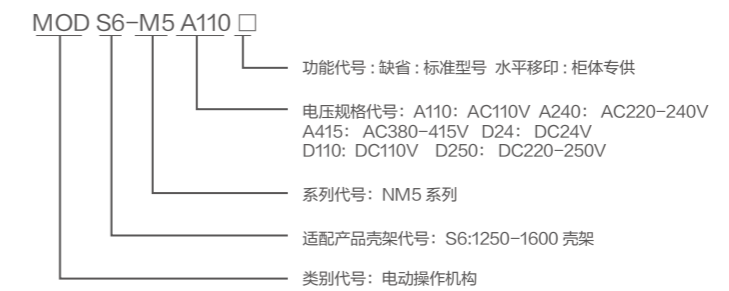 MOD S6-M5 A110 □
功能代号 : 缺省 : 标准型号 水平移印 : 柜体专供
电压规格代号: A110: AC110V A240: AC220-240V
A415: AC380-415V D24: DC24V
D110: DC110V D250: DC220-250V
系列代号: NM5 系列
适配产品壳架代号: S6:1250-1600 壳架
类别代号: 电动操作机构